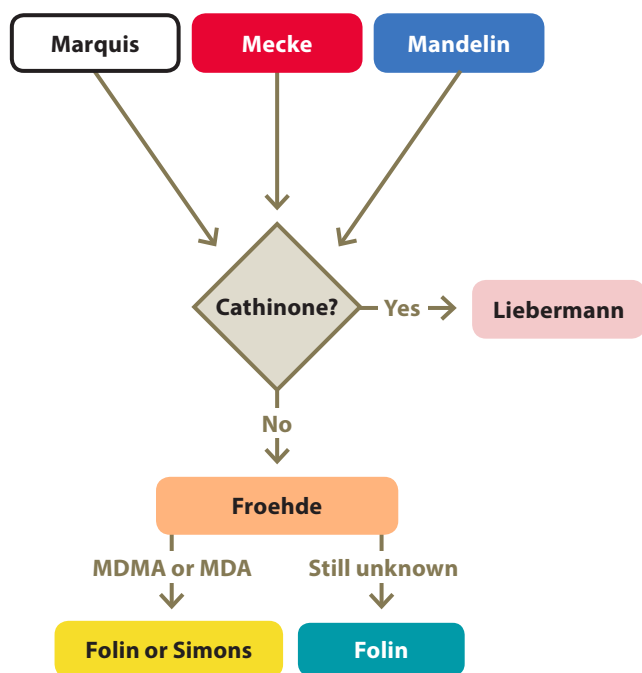 Marquis
Mecke
Mandelin
Cathinone?
Yes
Liebermann
No
Froehde
MDMA or MDA
Still unknown
Folin or Simons
Folin